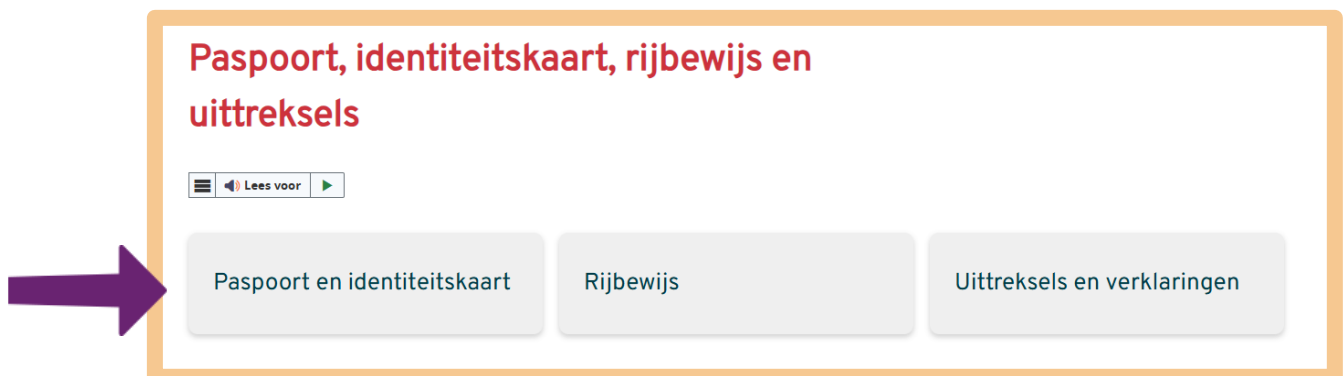 Paspoort, identiteitskaart, rijbewijs en
uittreksels
Lees voor
Paspoort en identiteitskaart
Rijbewijs
Uittreksels en verklaringen